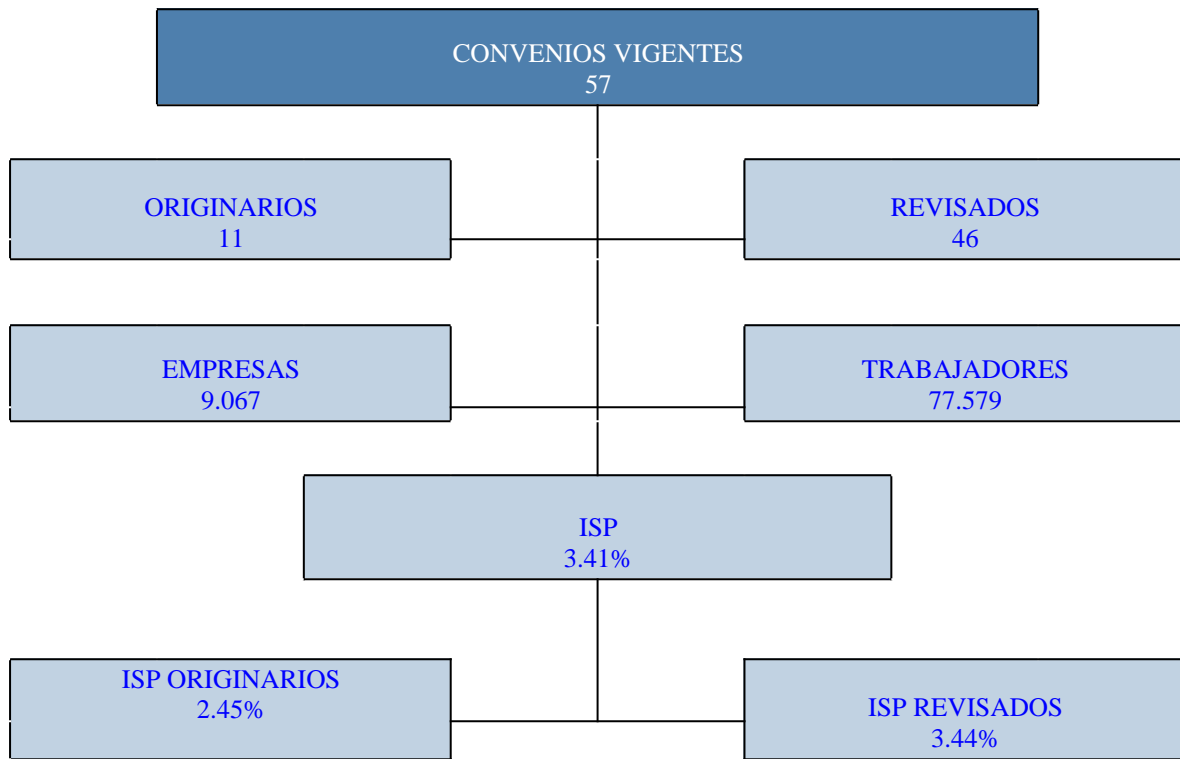 CONVENIOS VIGENTES
57
ORIGINARIOS
11
REVISADOS
46
EMPRESAS
9.067
TRABAJADORES
77.579
ISP
3.41%
ISP ORIGINARIOS
2.45%
ISP REVISADOS
3.44%